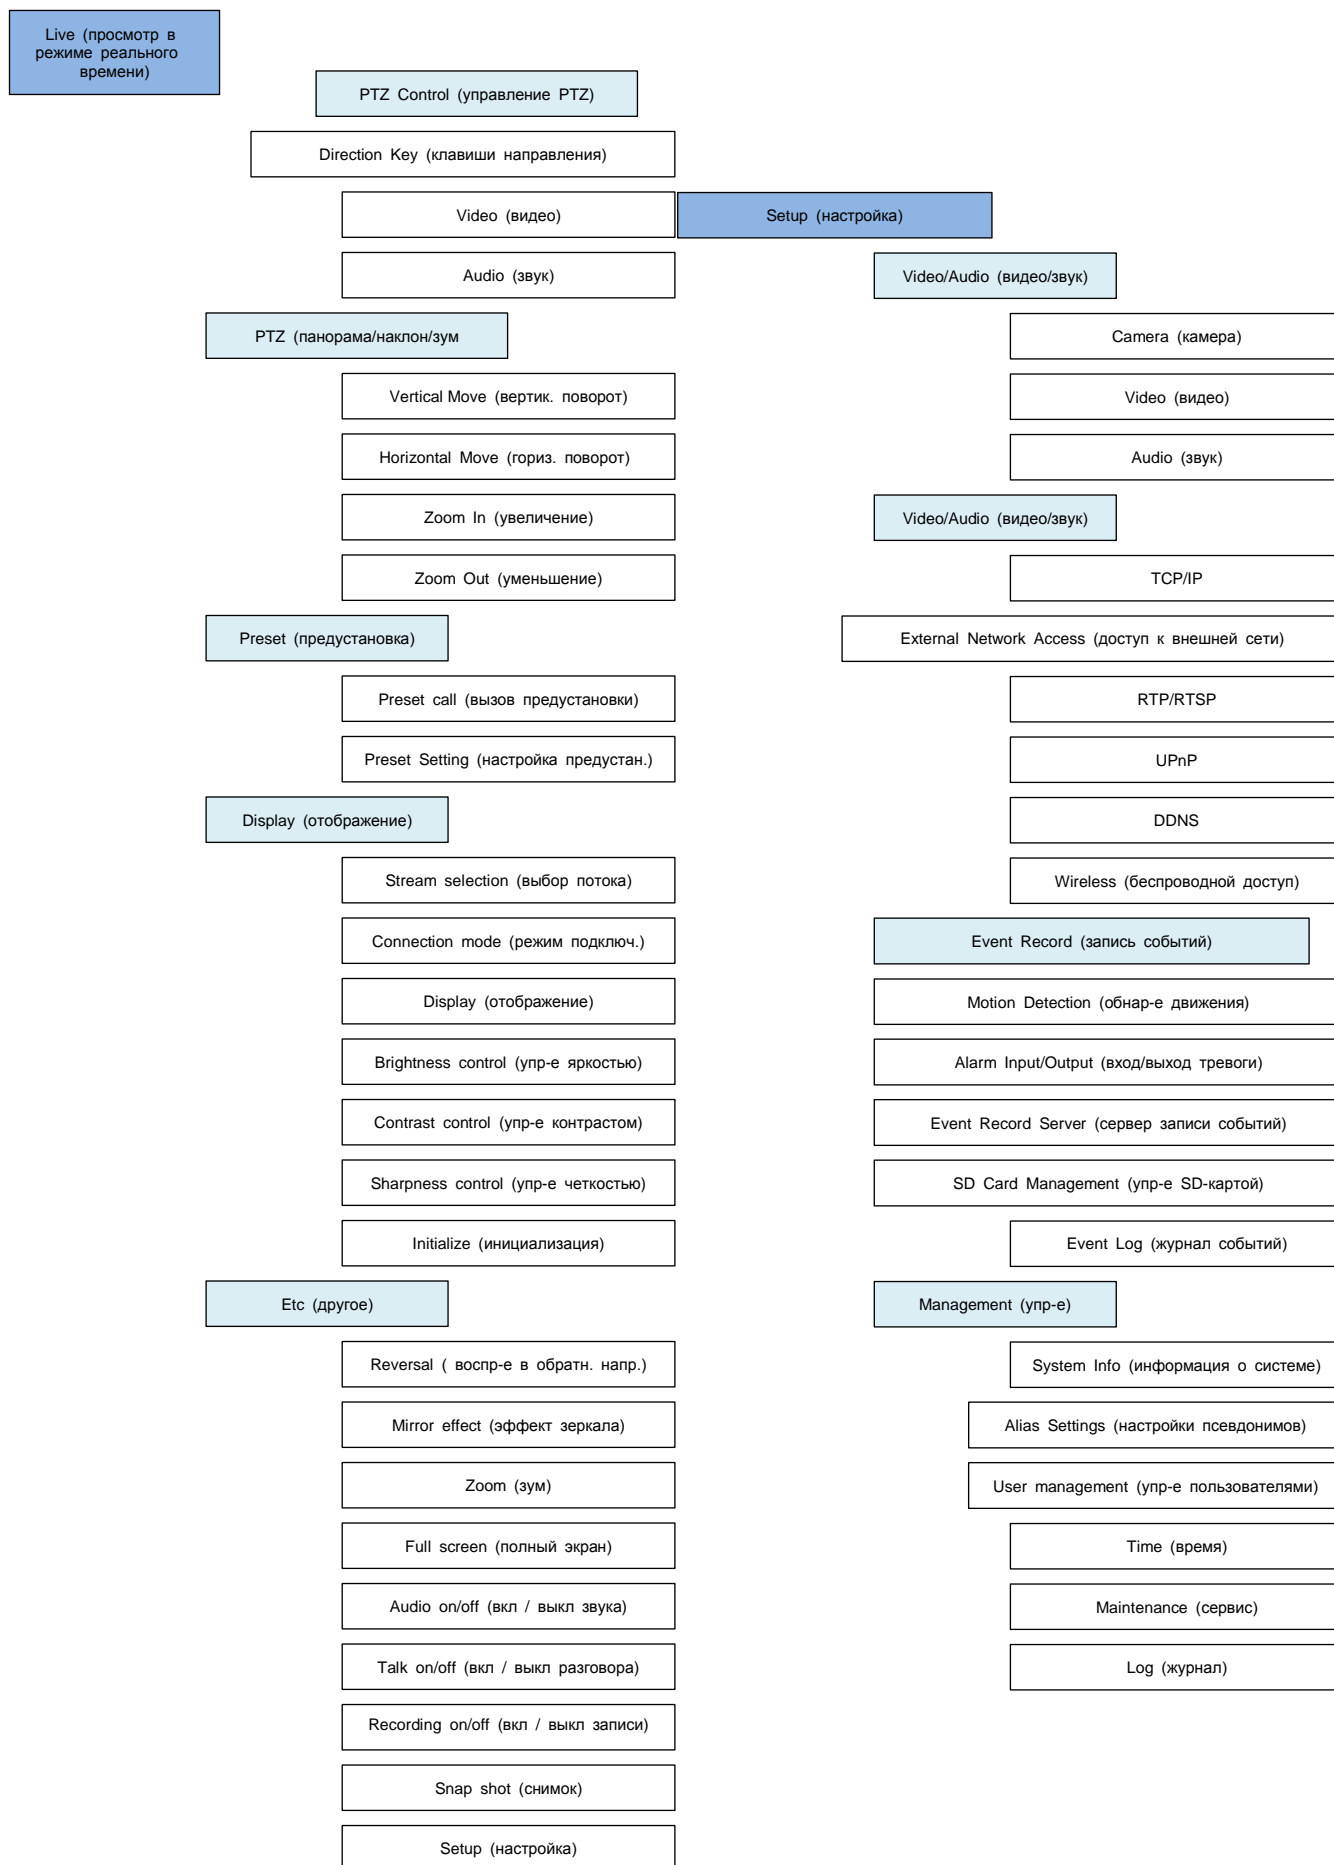 Live (просмотр в
режиме реального
времени)
PTZ Control (управление PTZ)
Direction Key (клавиши направления)
Video (видео)
Audio (звук)
PTZ (панорама/наклон/зум
Vertical Move (вертик. поворот)
Horizontal Move (гориз. поворот)
Zoom In (увеличение)
Zoom Out (уменьшение)
Preset (предустановка)
Preset call (вызов предустановки)
Preset Setting (настройка предустан.)
Display (отображение)
Stream selection (выбор потока)
Connection mode (режим подключ.)
Display (отображение)
Brightness control (упр-е яркостью)
Contrast control (упр-е контрастом)
Sharpness control (упр-е четкостью)
Initialize (инициализация)
Etc (другое)
Reversal ( воспр-е в обратн. напр.)
Mirror effect (эффект зеркала)
Zoom (зум)
Full screen (полный экран)
Audio on/off (вкл / выкл звука)
Talk on/off (вкл / выкл разговора)
Recording on/off (вкл / выкл записи)
Snap shot (снимок)
Setup (настройка)
Setup (настройка)
Video/Audio (видео/звук)
Camera (камера)
Video (видео)
Audio (звук)
Video/Audio (видео/звук)
TCP/IP
External Network Access (доступ к внешней сети)
RTP/RTSP
UPnP
DDNS
Wireless (беспроводной доступ)
Event Record (запись событий)
Motion Detection (обнар-е движения)
Alarm Input/Output (вход/выход тревоги)
Event Record Server (сервер записи событий)
SD Card Management (упр-е SD-картой)
Event Log (журнал событий)
Management (упр-е)
System Info (информация о системе)
Alias Settings (настройки псевдонимов)
User management (упр-е пользователями)
Time (время)
Maintenance (сервис)
Log (журнал)